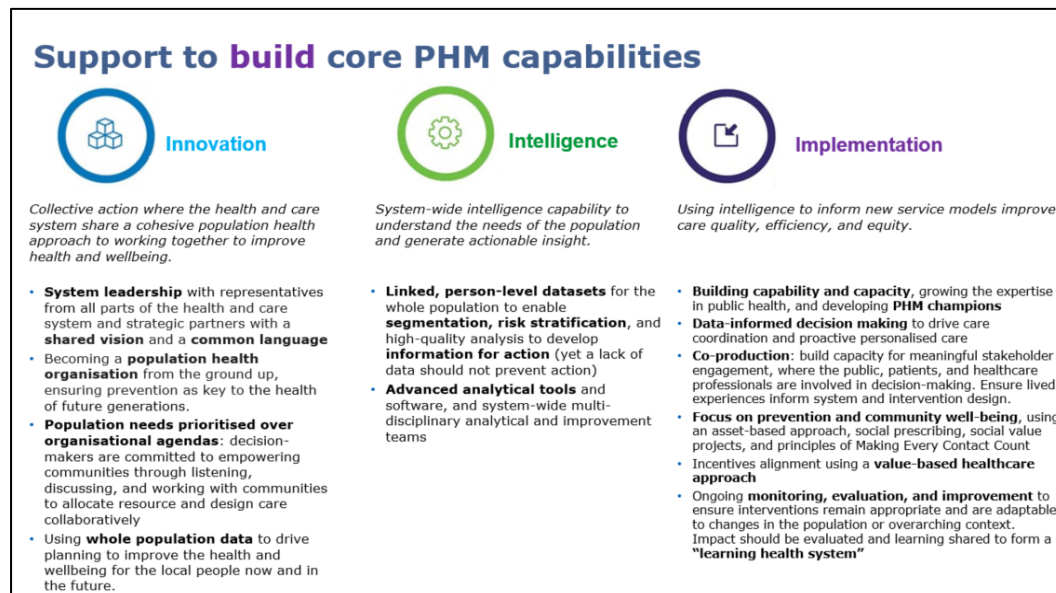 Support to build core PHM capabilities
Innovation
Collective action where the health and care
system share a cohesive population health
approach to working together to improve
health and wellbeing.
• System leadership with representatives
from all parts of the health and care
system and strategic partners with a
shared vision and a common language
• Becoming a population health
organisation from the ground up,
ensuring prevention as key to the health
of future generations.
• Population needs prioritised over
organisational agendas: decision-
makers are committed to empowering
communities through listening,
discussing, and working with communities
to allocate resource and design care
collaboratively
• Using whole population data to drive
planning to improve the health and
wellbeing for the local people now and in
the future.
Intelligence
System-wide intelligence capability to
understand the needs of the population
and generate actionable insight.
• Linked, person-level datasets for the
whole population to enable
segmentation, risk stratification, and
high-quality analysis to develop
information for action (yet a lack of
data should not prevent action)
• Advanced analytical tools and
software, and system-wide multi-
disciplinary analytical and improvement
teams
Implementation
Using intelligence to inform new service models improve
care quality, efficiency, and equity.
• Building capability and capacity, growing the expertise
in public health, and developing PHM champions
• Data-informed decision making to drive care
coordination and proactive personalised care
• Co-production: build capacity for meaningful stakeholder
engagement, where the public, patients, and healthcare
professionals are involved in decision-making. Ensure lived
experiences inform system and intervention design.
• Focus on prevention and community well-being, using
an asset-based approach, social prescribing, social value
projects, and principles of Making Every Contact Count
• Incentives alignment using a value-based healthcare
approach
• Ongoing monitoring, evaluation, and improvement to
ensure interventions remain appropriate and are adaptable
to changes in the population or overarching context.
Impact should be evaluated and learning shared to form a
“learning health system”